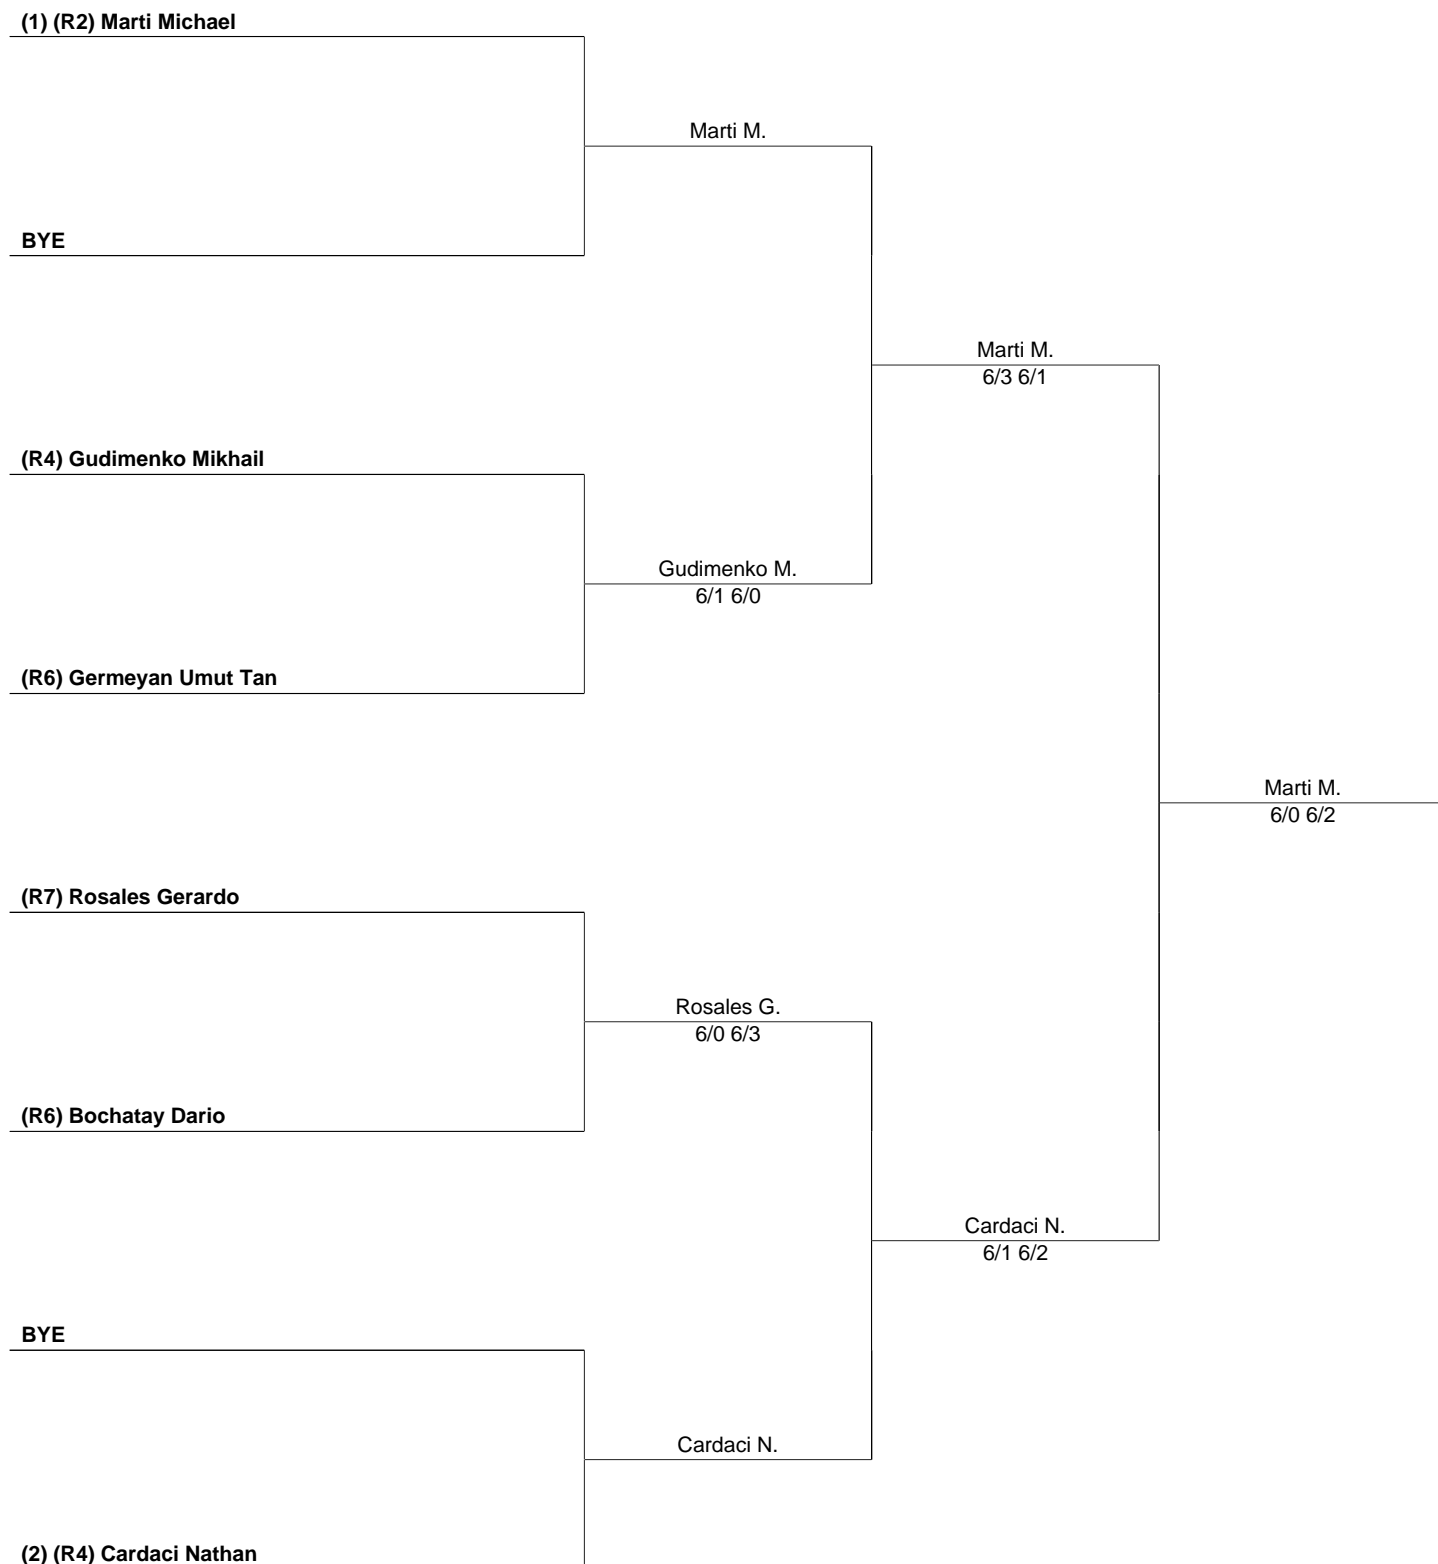 (1) (R2) Marti Michael
Marti M.
BYE
Marti M.
6/3 6/1
(R4) Gudimenko Mikhail
Gudimenko M.
6/1 6/0
(R6) Germeyan Umut Tan
Marti M.
6/0 6/2
(R7) Rosales Gerardo
Rosales G.
6/0 6/3
(R6) Bochatay Dario
Cardaci N.
6/1 6/2
BYE
Cardaci N.
(2) (R4) Cardaci Nathan